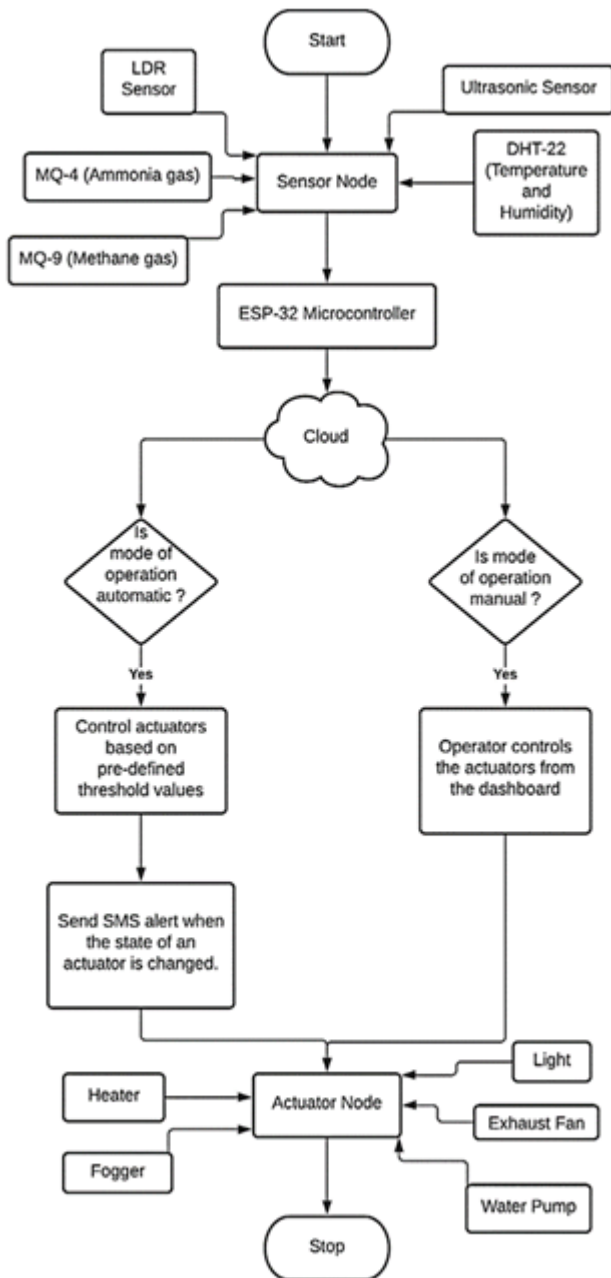 Start
LDR
Sensor
Ultrasonic Sensor
MQ-4 (Ammonia gas)
Sensor Node
DHT-22
(Temperature
and
Humidity)
MQ-9 (Methane gas)
ESP-32 Microcontroller
Cloud
Is
mode of
operation
automatic ?
Is mode
of operation
manual ?
Yes
Yes
Control actuators
based on
pre-defined
threshold values
Operator controls
the actuators from
the dashboard
Send SMS alert when
the state of an
actuator is changed.
Light
Heater
Actuator Node
Exhaust Fan
Fogger
Water Pump
Stop